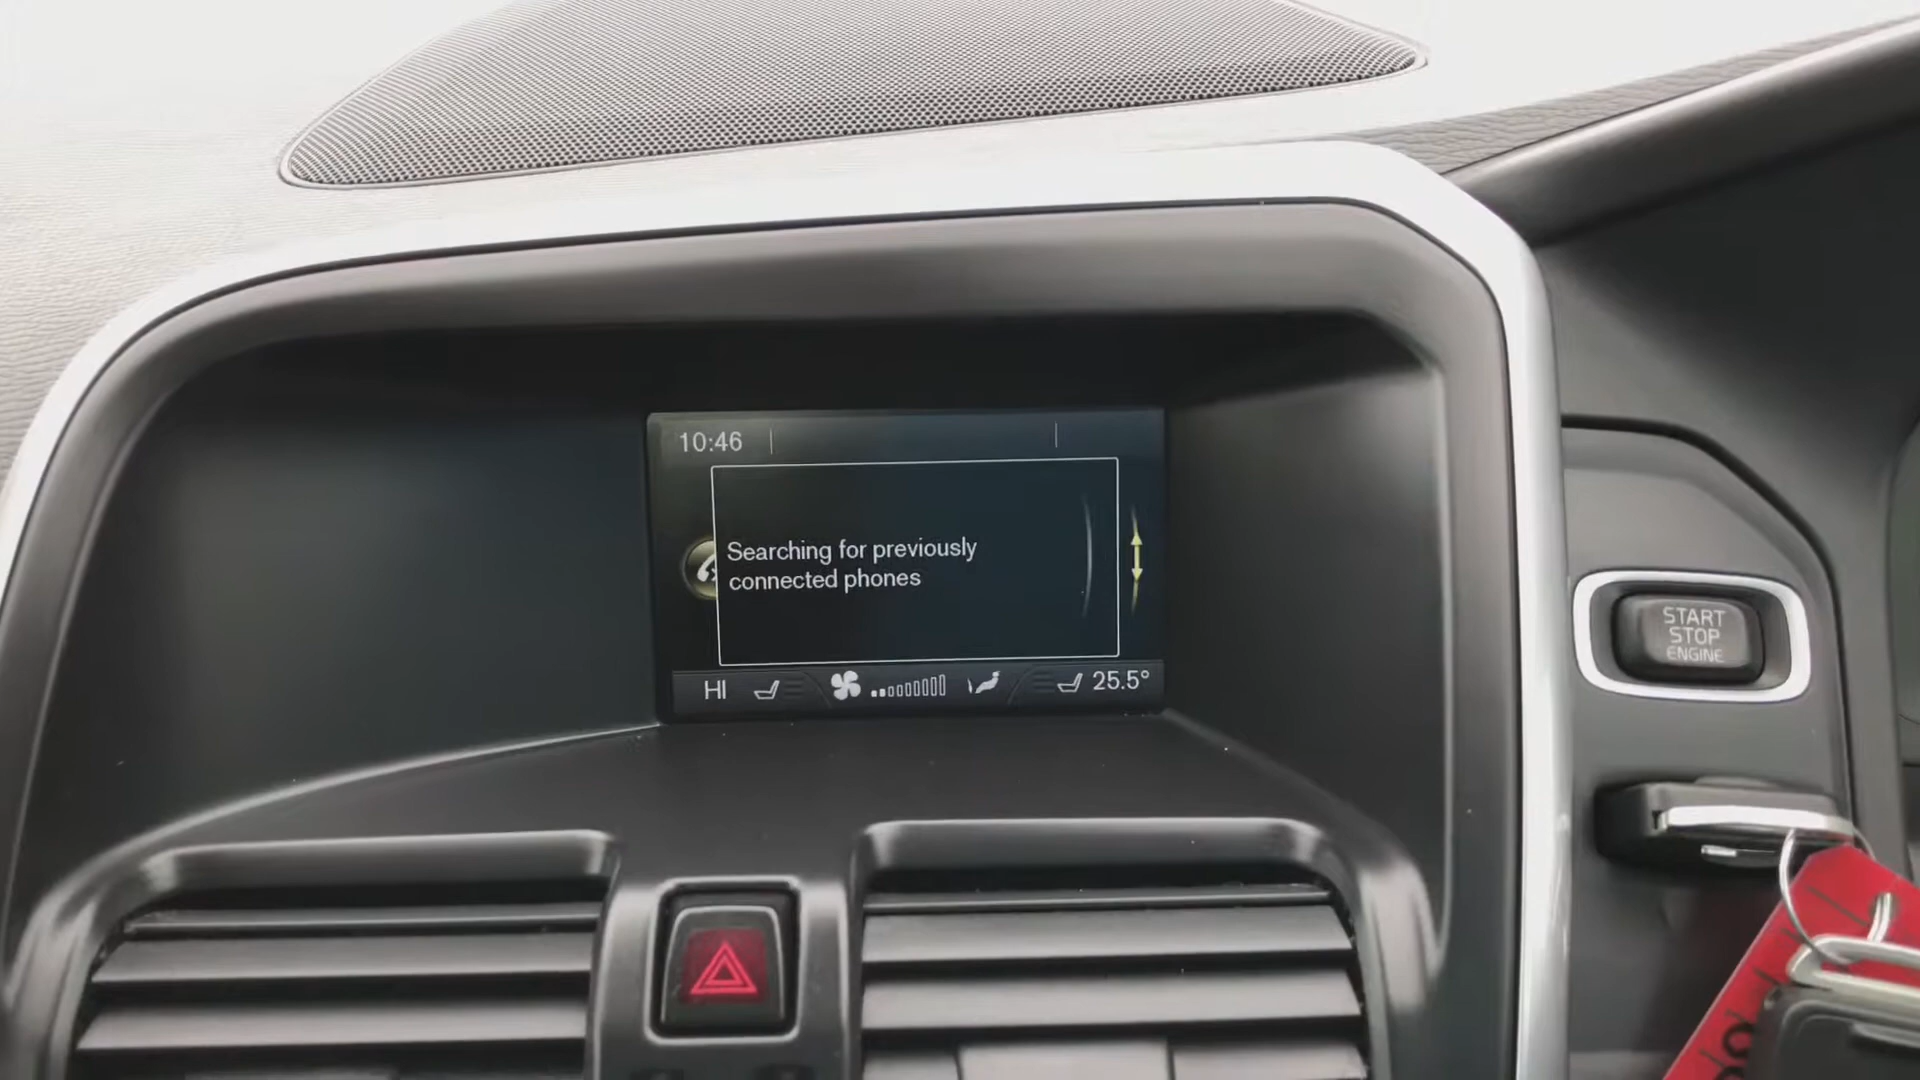 10:46
Searching for previously
connected phones
HI
25.5°
START
STOP
ENGINE